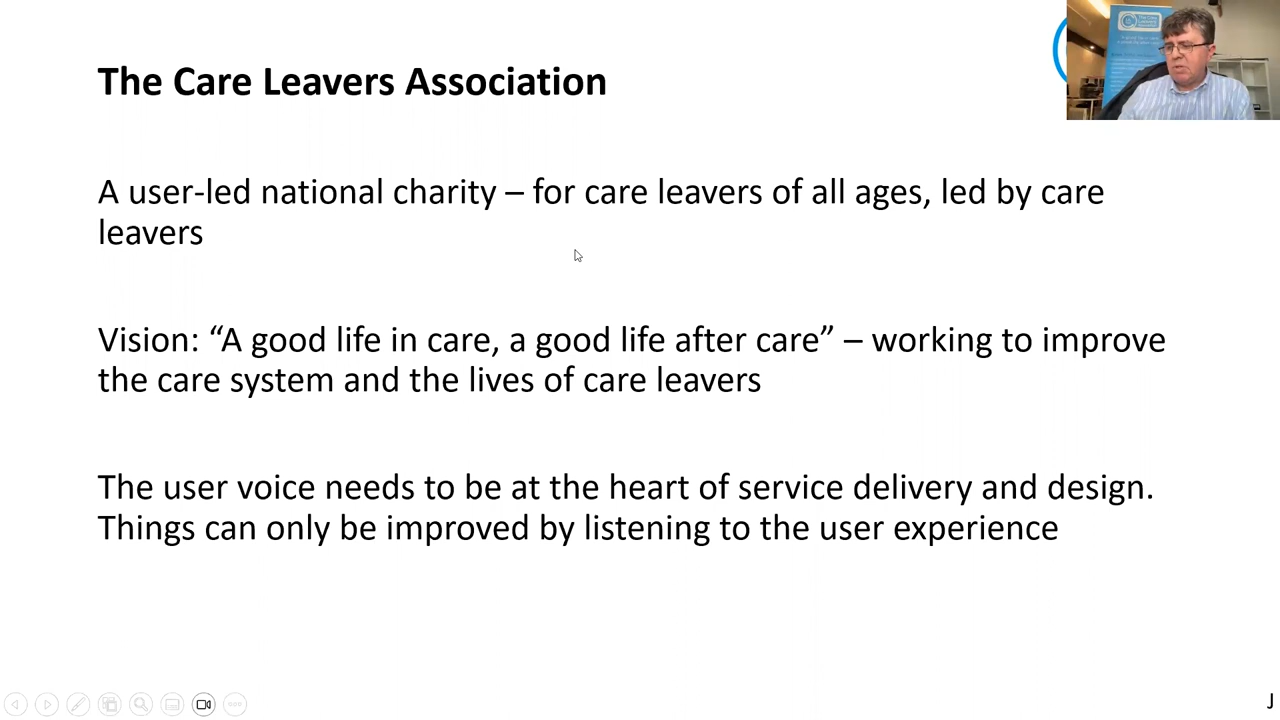 The Care Leavers Association
A user-led national charity – for care leavers of all ages, led by care
leavers
Vision: “A good life in care, a good life after care” – working to improve
the care system and the lives of care leavers
The user voice needs to be at the heart of service delivery and design.
Things can only be improved by listening to the user experience
The Care
Leavers
J